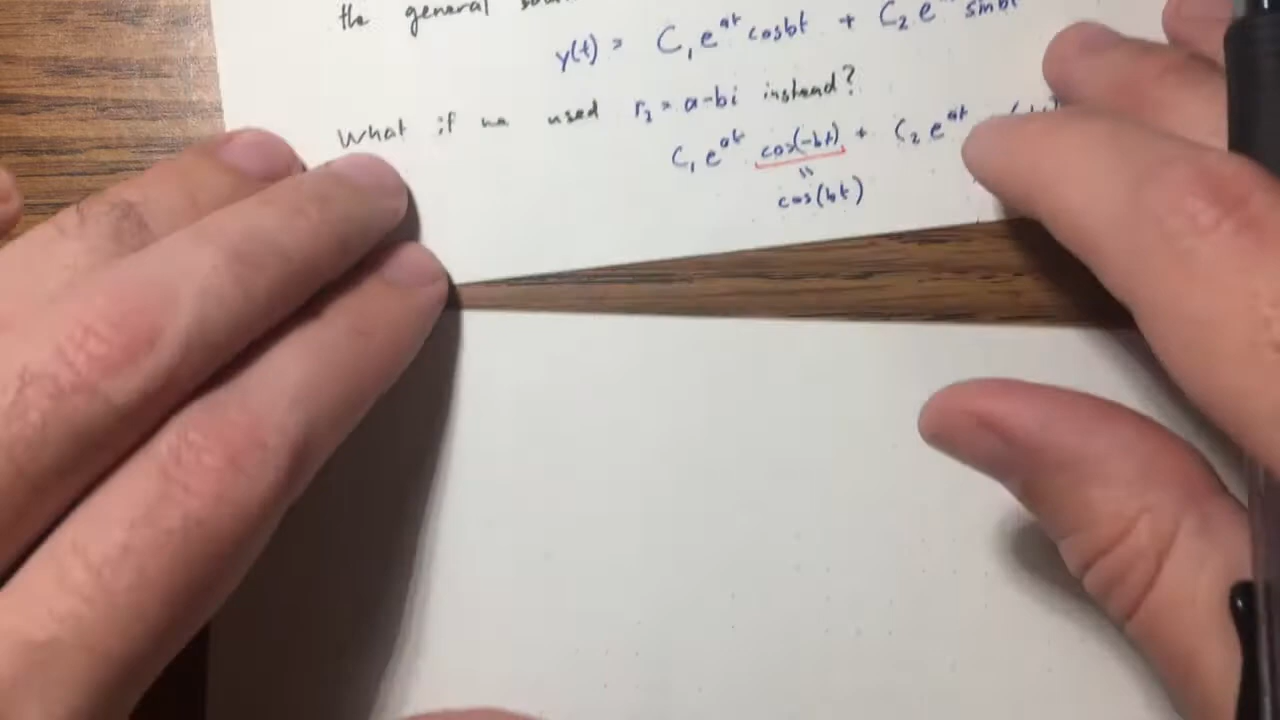 the general
y(t) = C₁e^{at} cosbt + C₂e sinbt
What if we used r₂ = a-bi instead?
C₁e^{at} cos(-bt) + C₂e^{at}
"
cos(bt)